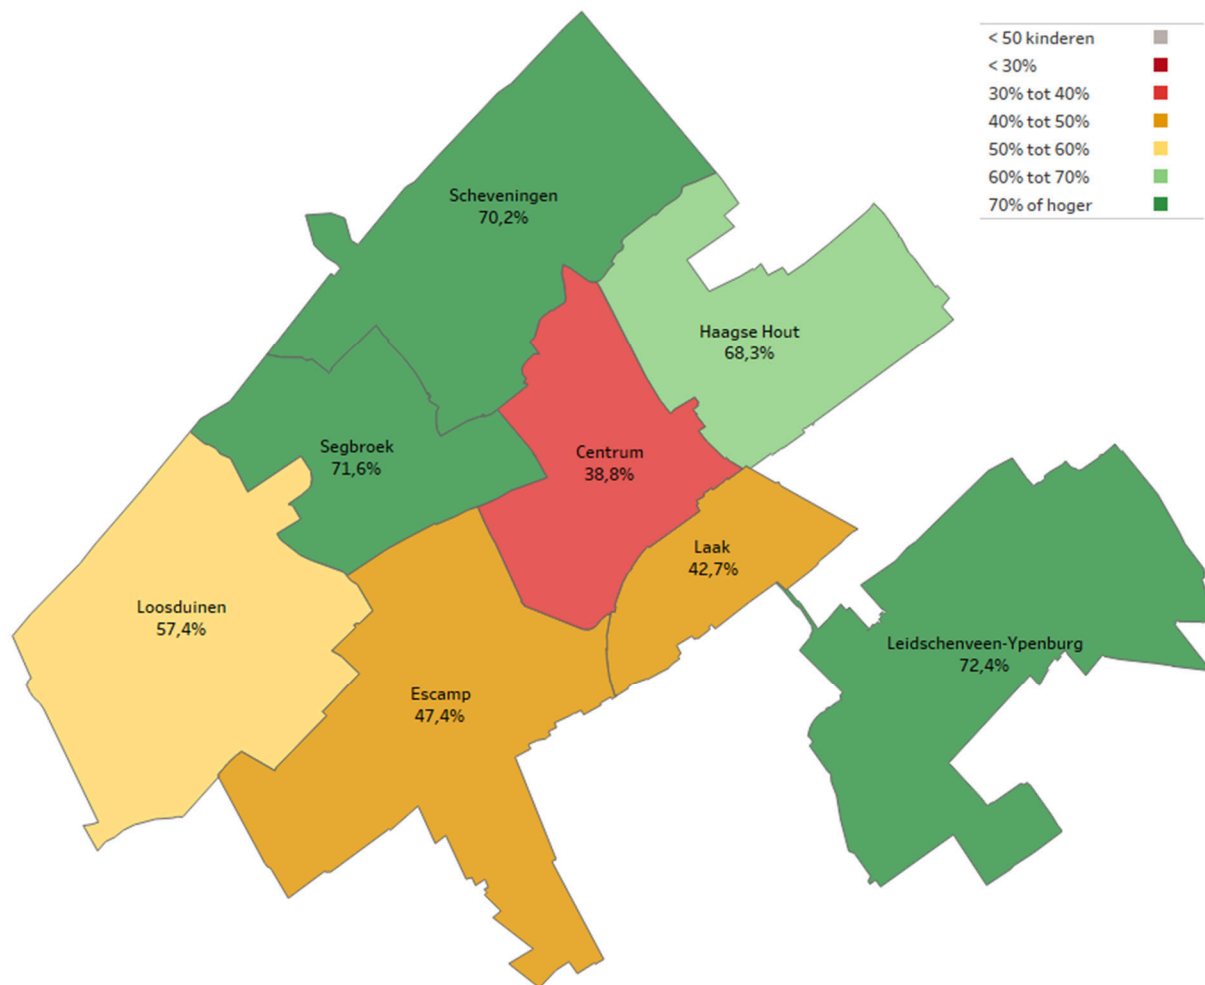 < 50 kinderen
< 30%
30% tot 40%
40% tot 50%
50% tot 60%
60% tot 70%
70% of hoger
Scheveningen
70,2%
Haagse Hout
68,3%
Segbroek
71,6%
Centrum
38,8%
Laak
42,7%
Loosduinen
57,4%
Leidschenveen-Ypenburg
72,4%
Escamp
47,4%